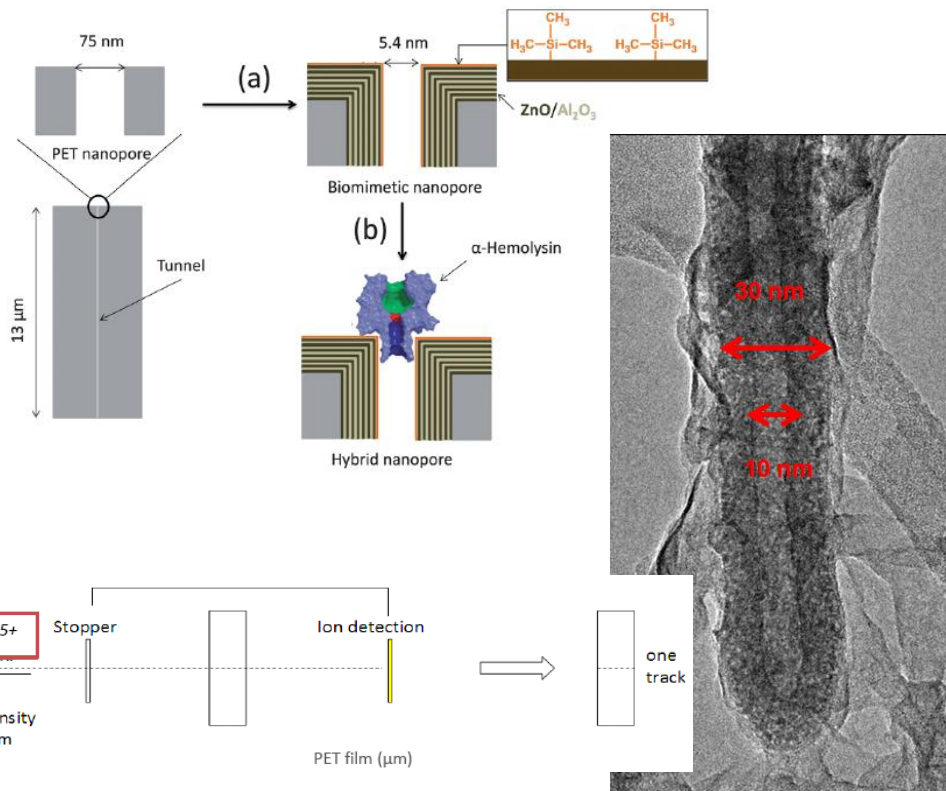 75 nm
PET nanopore
(a)
5.4 nm
CH₃
CH₃
H₃C-Si-CH₃
H₃C-Si-CH₃
ZnO/Al₂O₃
Biomimetic nanopore
(b)
α-Hemolysin
Hybrid nanopore
13 µm
Tunnel
30 nm
10 nm
5+
Stopper
Ion detection
one
track
nsity
m
PET film (µm)